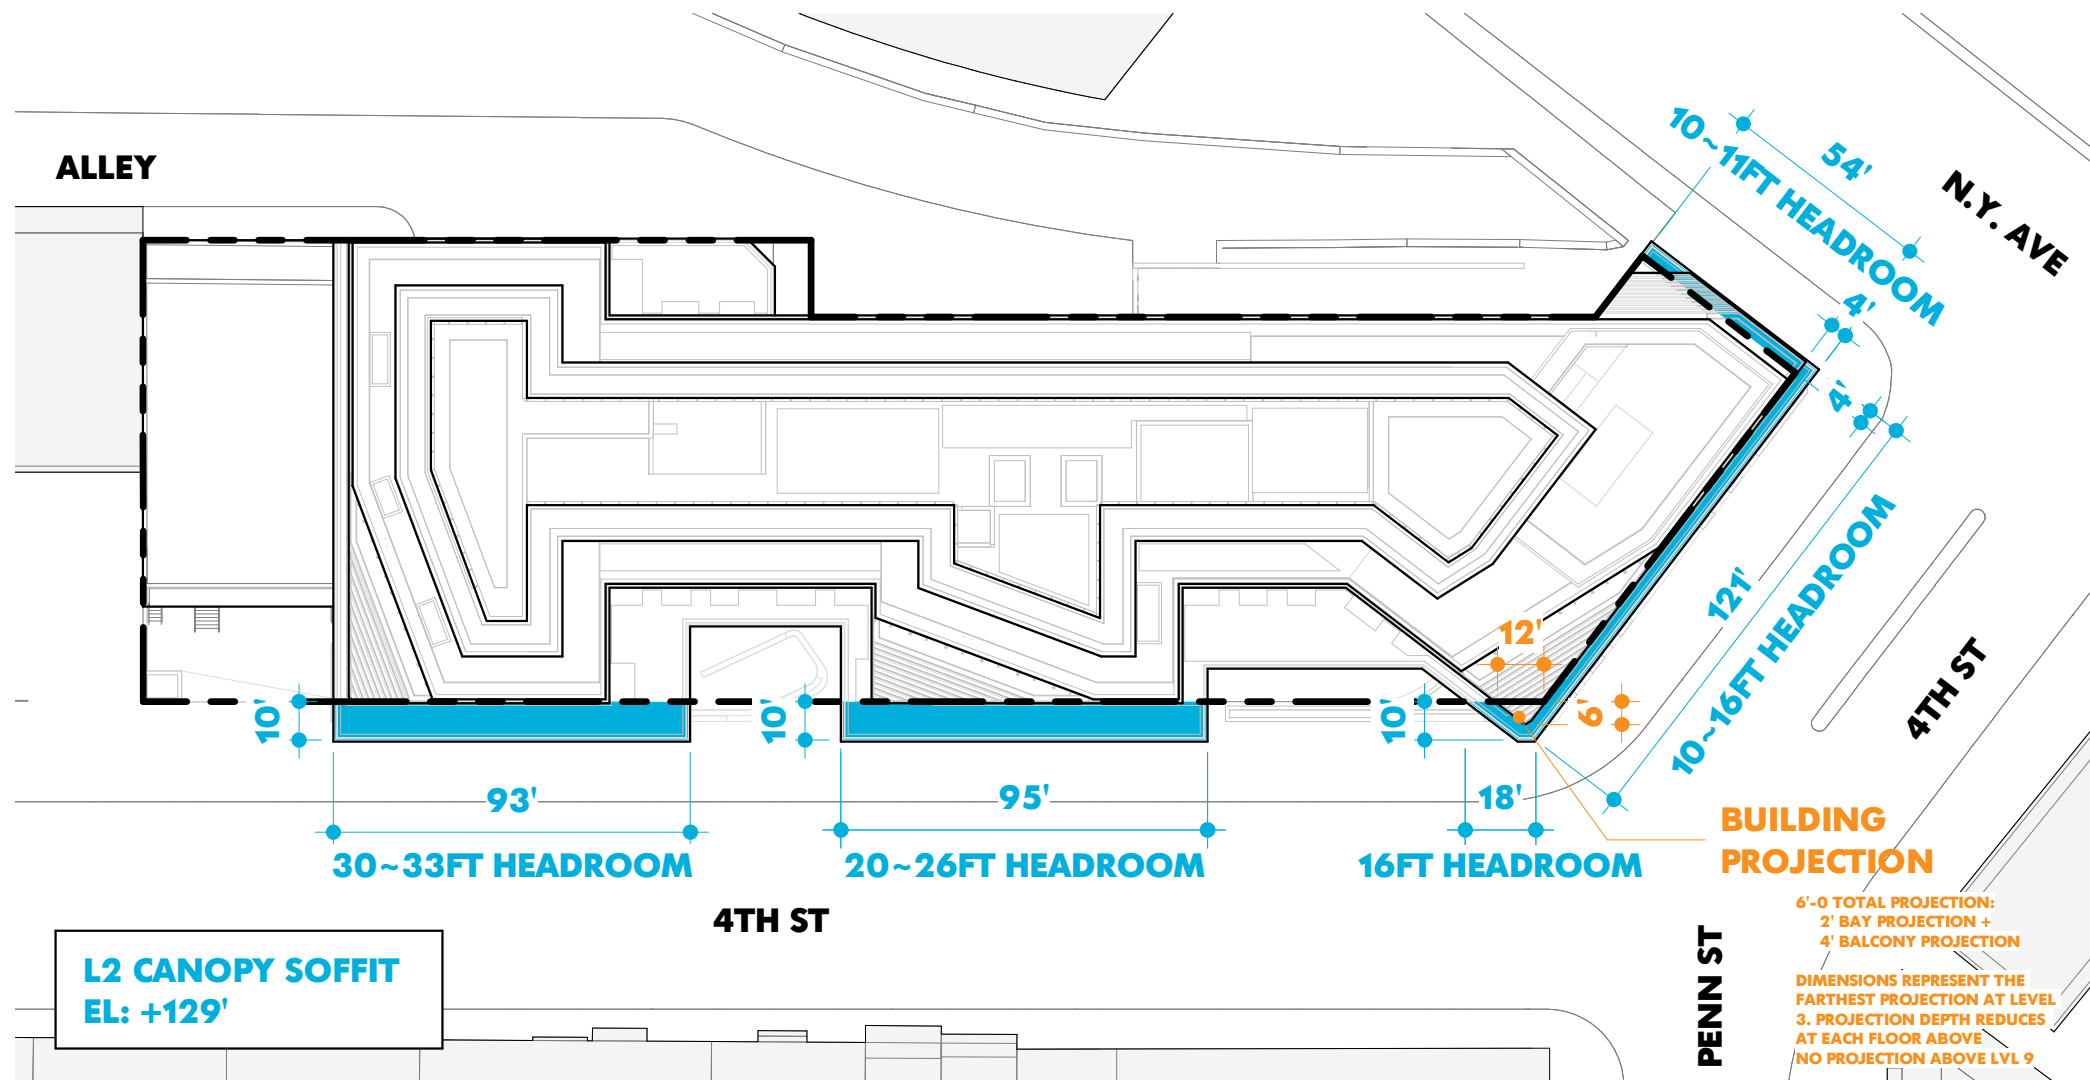 ALLEY
10~11FT HEADROOM
54'
N.Y. AVE
4'
4'
121'
10~16FT HEADROOM
4TH ST
12'
6'
10'
10'
10'
93'
95'
18'
30~33FT HEADROOM
20~26FT HEADROOM
16FT HEADROOM
BUILDING
PROJECTION
6'-0 TOTAL PROJECTION:
2' BAY PROJECTION +
4' BALCONY PROJECTION
DIMENSIONS REPRESENT THE
FARTHEST PROJECTION AT LEVEL
3. PROJECTION DEPTH REDUCES
AT EACH FLOOR ABOVE
NO PROJECTION ABOVE LVL 9
4TH ST
PENN ST
L2 CANOPY SOFFIT
EL: +129'